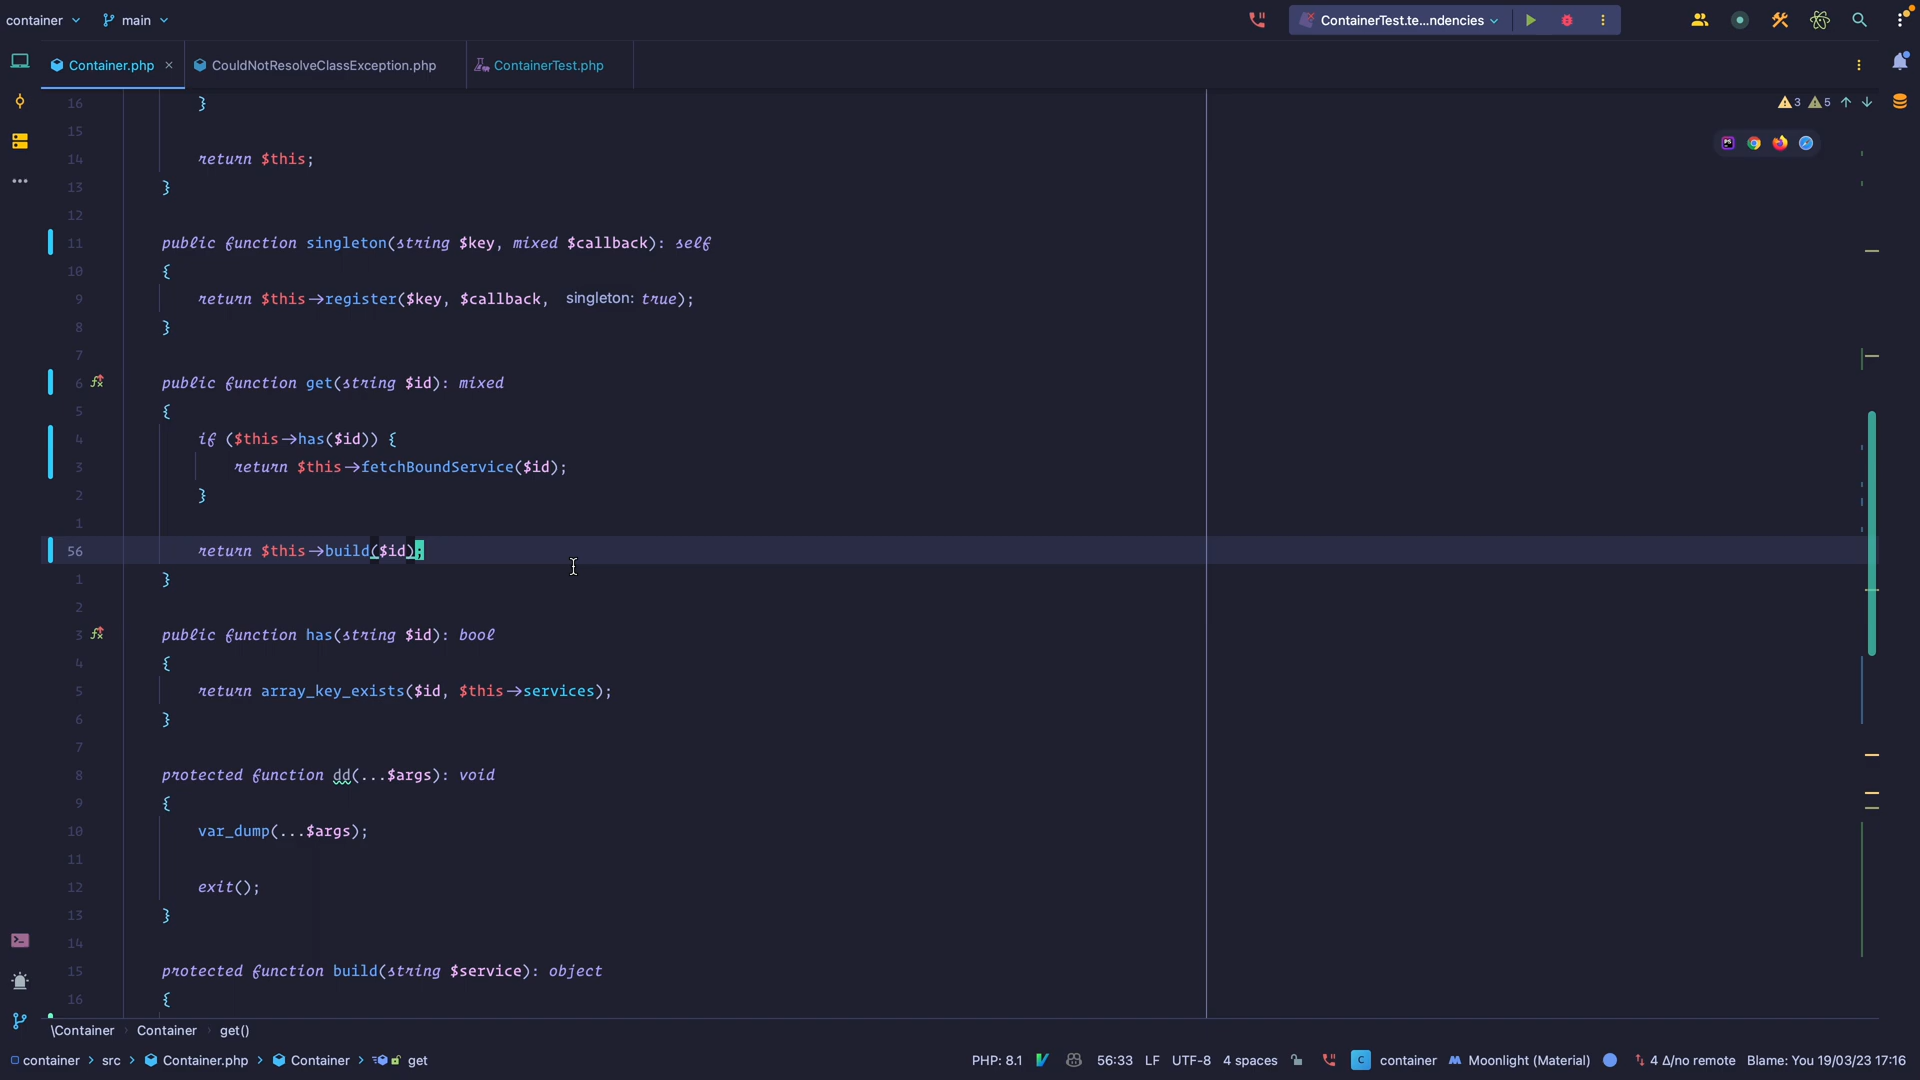 container main ContainerTest.te...ndencies
Container.php CouldNotResolveClassException.php ContainerTest.php
3 5
16 }
15
14 return $this;
13 }
12
11 public function singleton(string $key, mixed $callback): self
10 {
9 return $this->register($key, $callback, singleton: true);
8 }
7
6 public function get(string $id): mixed
5 {
4 if ($this->has($id)) {
3 return $this->fetchBoundService($id);
2 }
1
56 return $this->build($id);
1 }
2
3 public function has(string $id): bool
4 {
5 return array_key_exists($id, $this->services);
6 }
7
8 protected function dd(...$args): void
9 {
10 var_dump(...$args);
11
12 exit();
13 }
14
15 protected function build(string $service): object
16 {
\Container Container get()
container src Container.php Container get PHP: 8.1 56:33 LF UTF-8 4 spaces C container Moonlight (Material) 4 Δ/no remote Blame: You 19/03/23 17:16